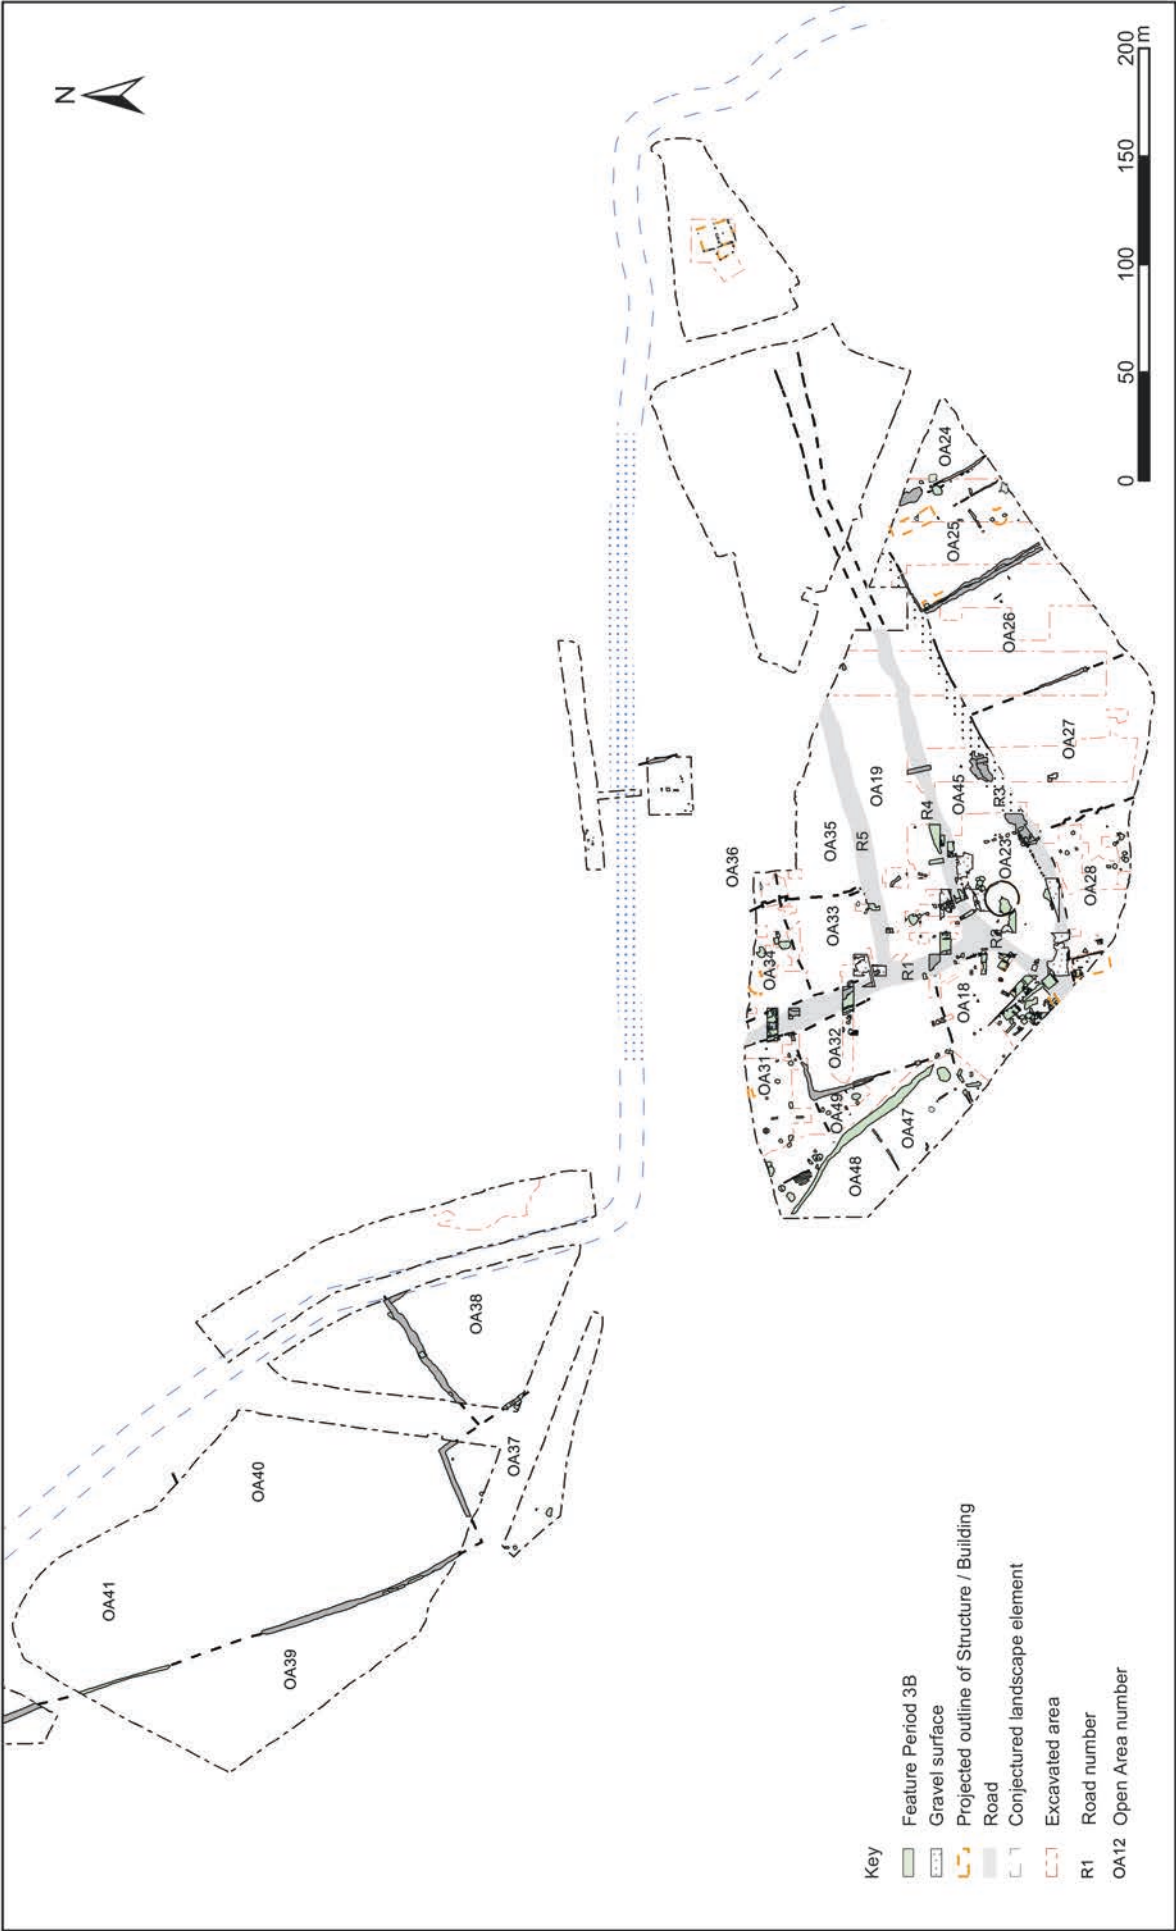 N
OA41
OA40
OA39
OA38
OA37
OA36
OA35
OA34
OA33
R5
OA19
OA31
OA32
R1
R4
OA45
R3
OA49
OA18
R2
OA23
OA48
OA47
OA28
OA27
OA26
OA25
OA24
0 50 100 150 200m
Key
Feature Period 3B
Gravel surface
Projected outline of Structure / Building
Road
Conjectured landscape element
Excavated area
R1 Road number
OA12 Open Area number